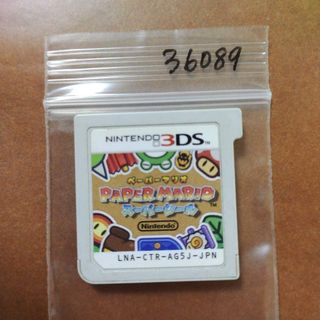 36089
NINTENDO 3DS
ペーパーマリオ
PAPER MARIO
スーパーシール
TM
Nintendo
LNA-CTR-AG5J-JPN